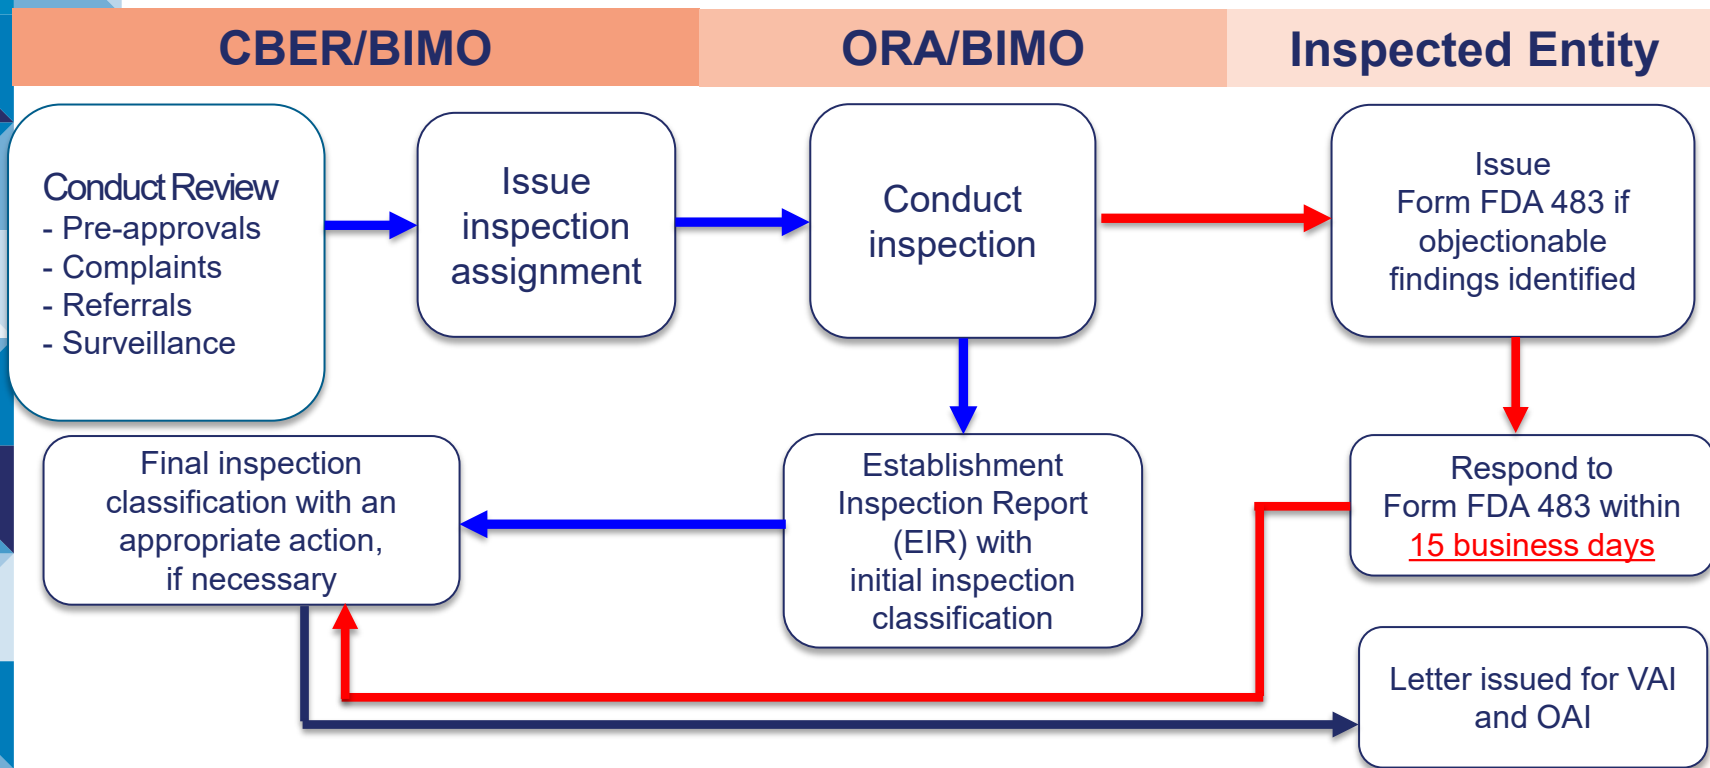 CBER/BIMO
ORA/BIMO
Inspected Entity
Conduct Review
- Pre-approvals
- Complaints
- Referrals
- Surveillance
Issue
inspection
assignment
Conduct
inspection
Issue
Form FDA 483 if
objectionable
findings identified
Final inspection
classification with an
appropriate action,
if necessary
Establishment
Inspection Report
(EIR) with
initial inspection
classification
Respond to
Form FDA 483 within
15 business days
Letter issued for VAI
and OAI